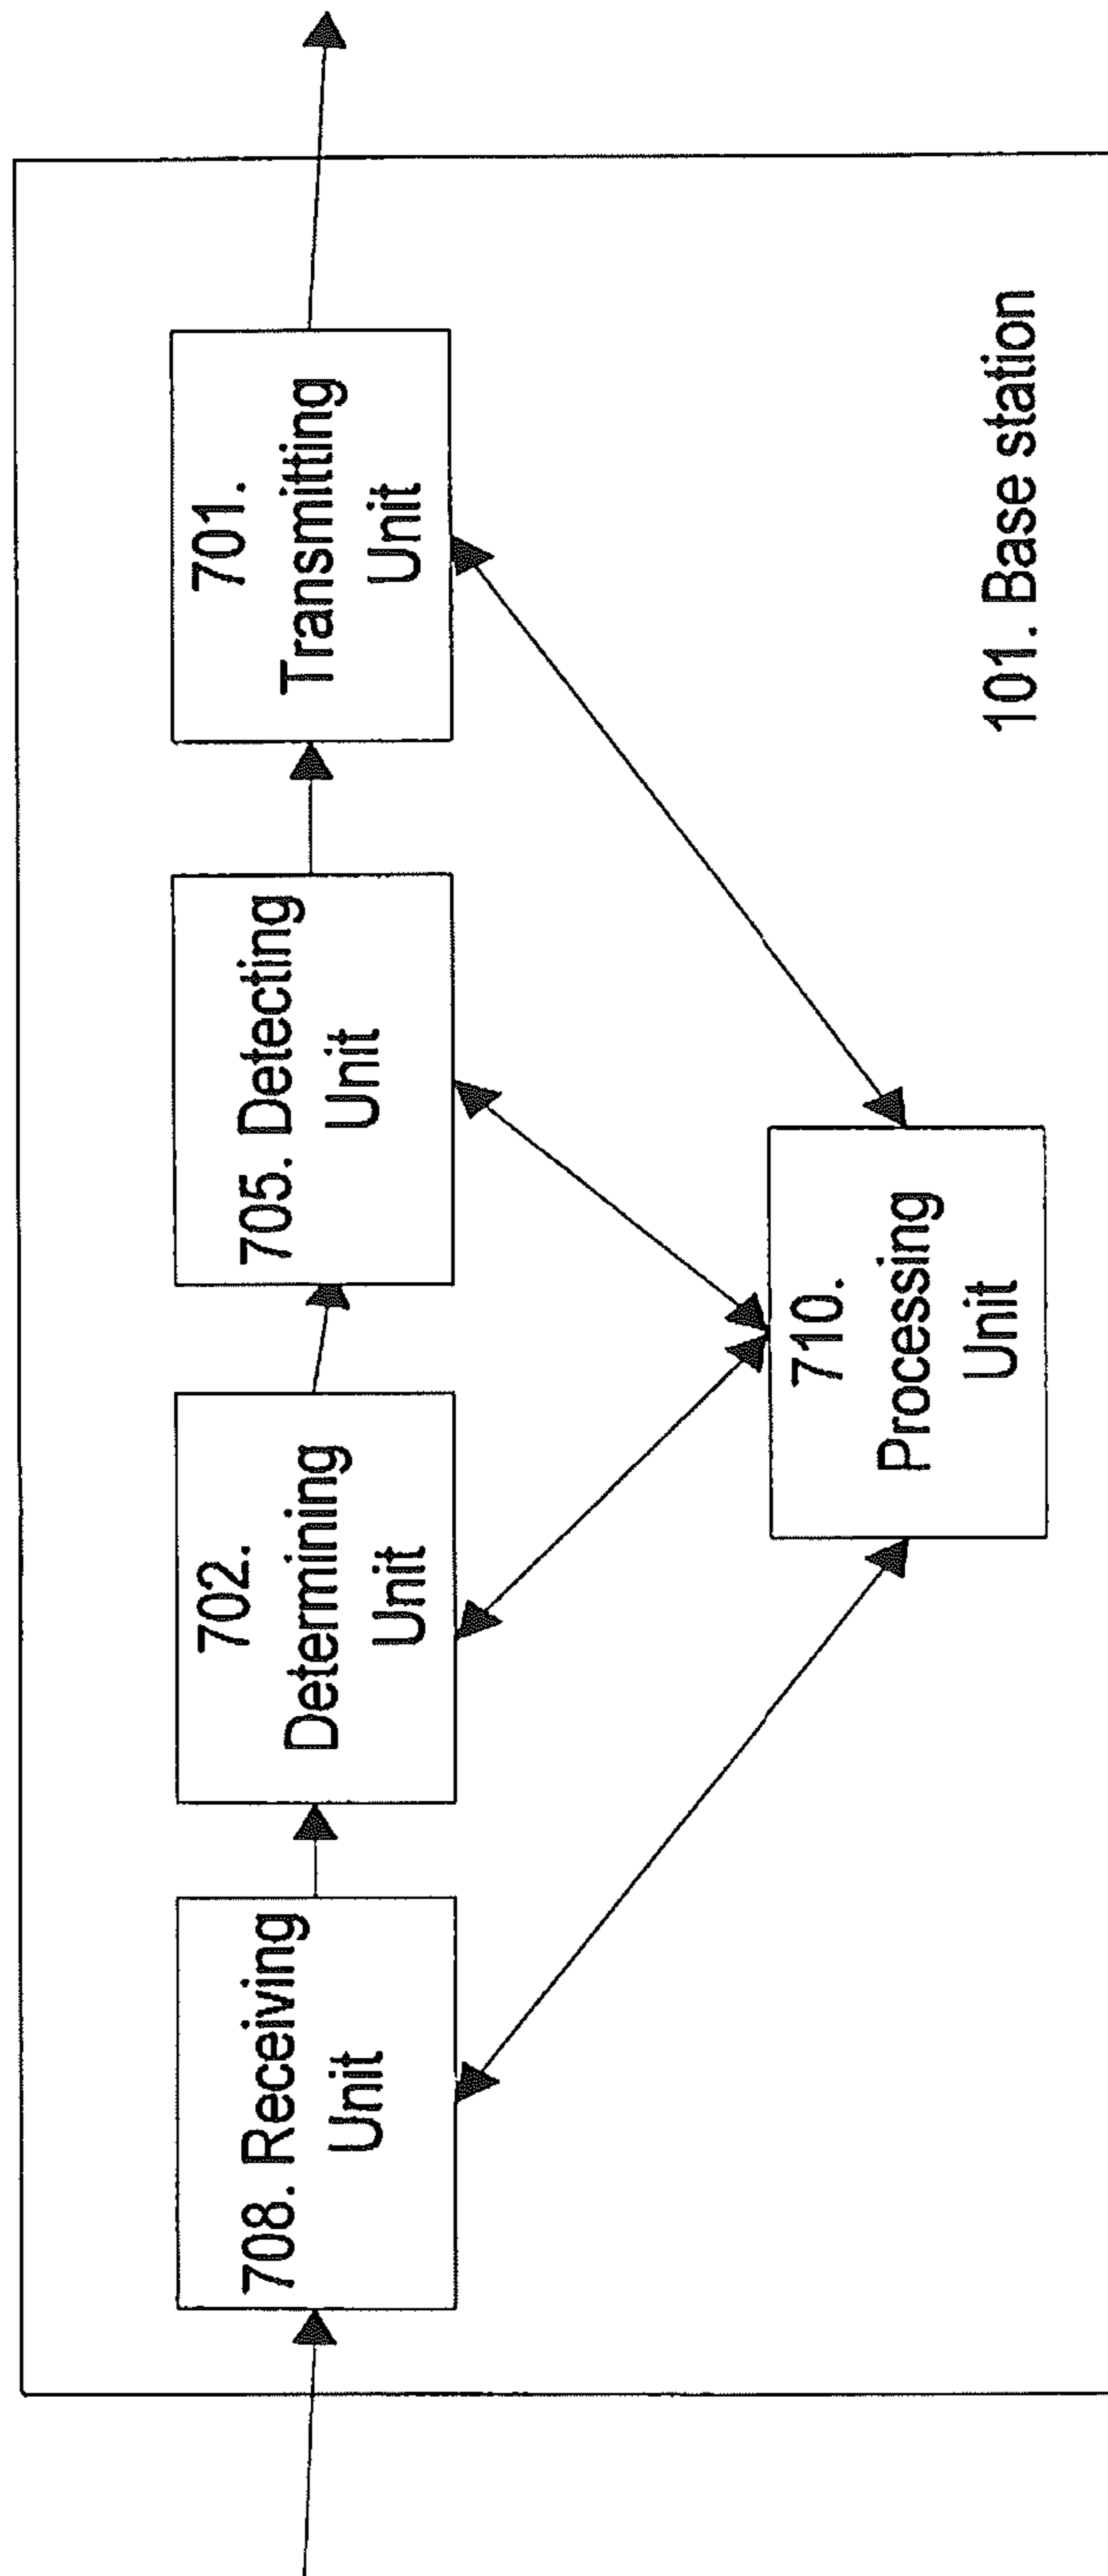 708. Receiving
Unit
702.
Determining
Unit
705. Detecting
Unit
701.
Transmitting
Unit
710.
Processing
Unit
101. Base station